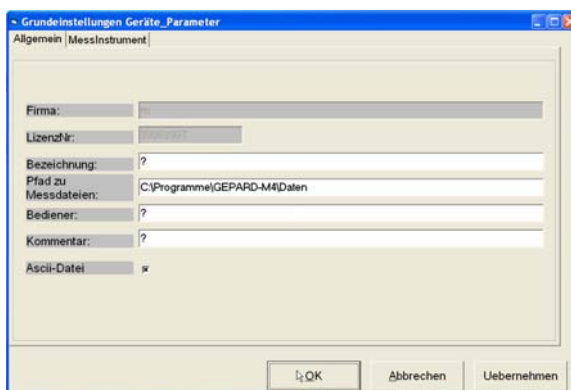 Grundeinstellungen Geräte_Parameter
Allgemein MessInstrument
Firma:
LizenzNr:
Bezeichnung: ?
Pfad zu Messdateien: C:\Programme\GEPARD-M4\Daten
Bediener: ?
Kommentar: ?
Ascii-Datei
OK Abbrechen Uebernehmen